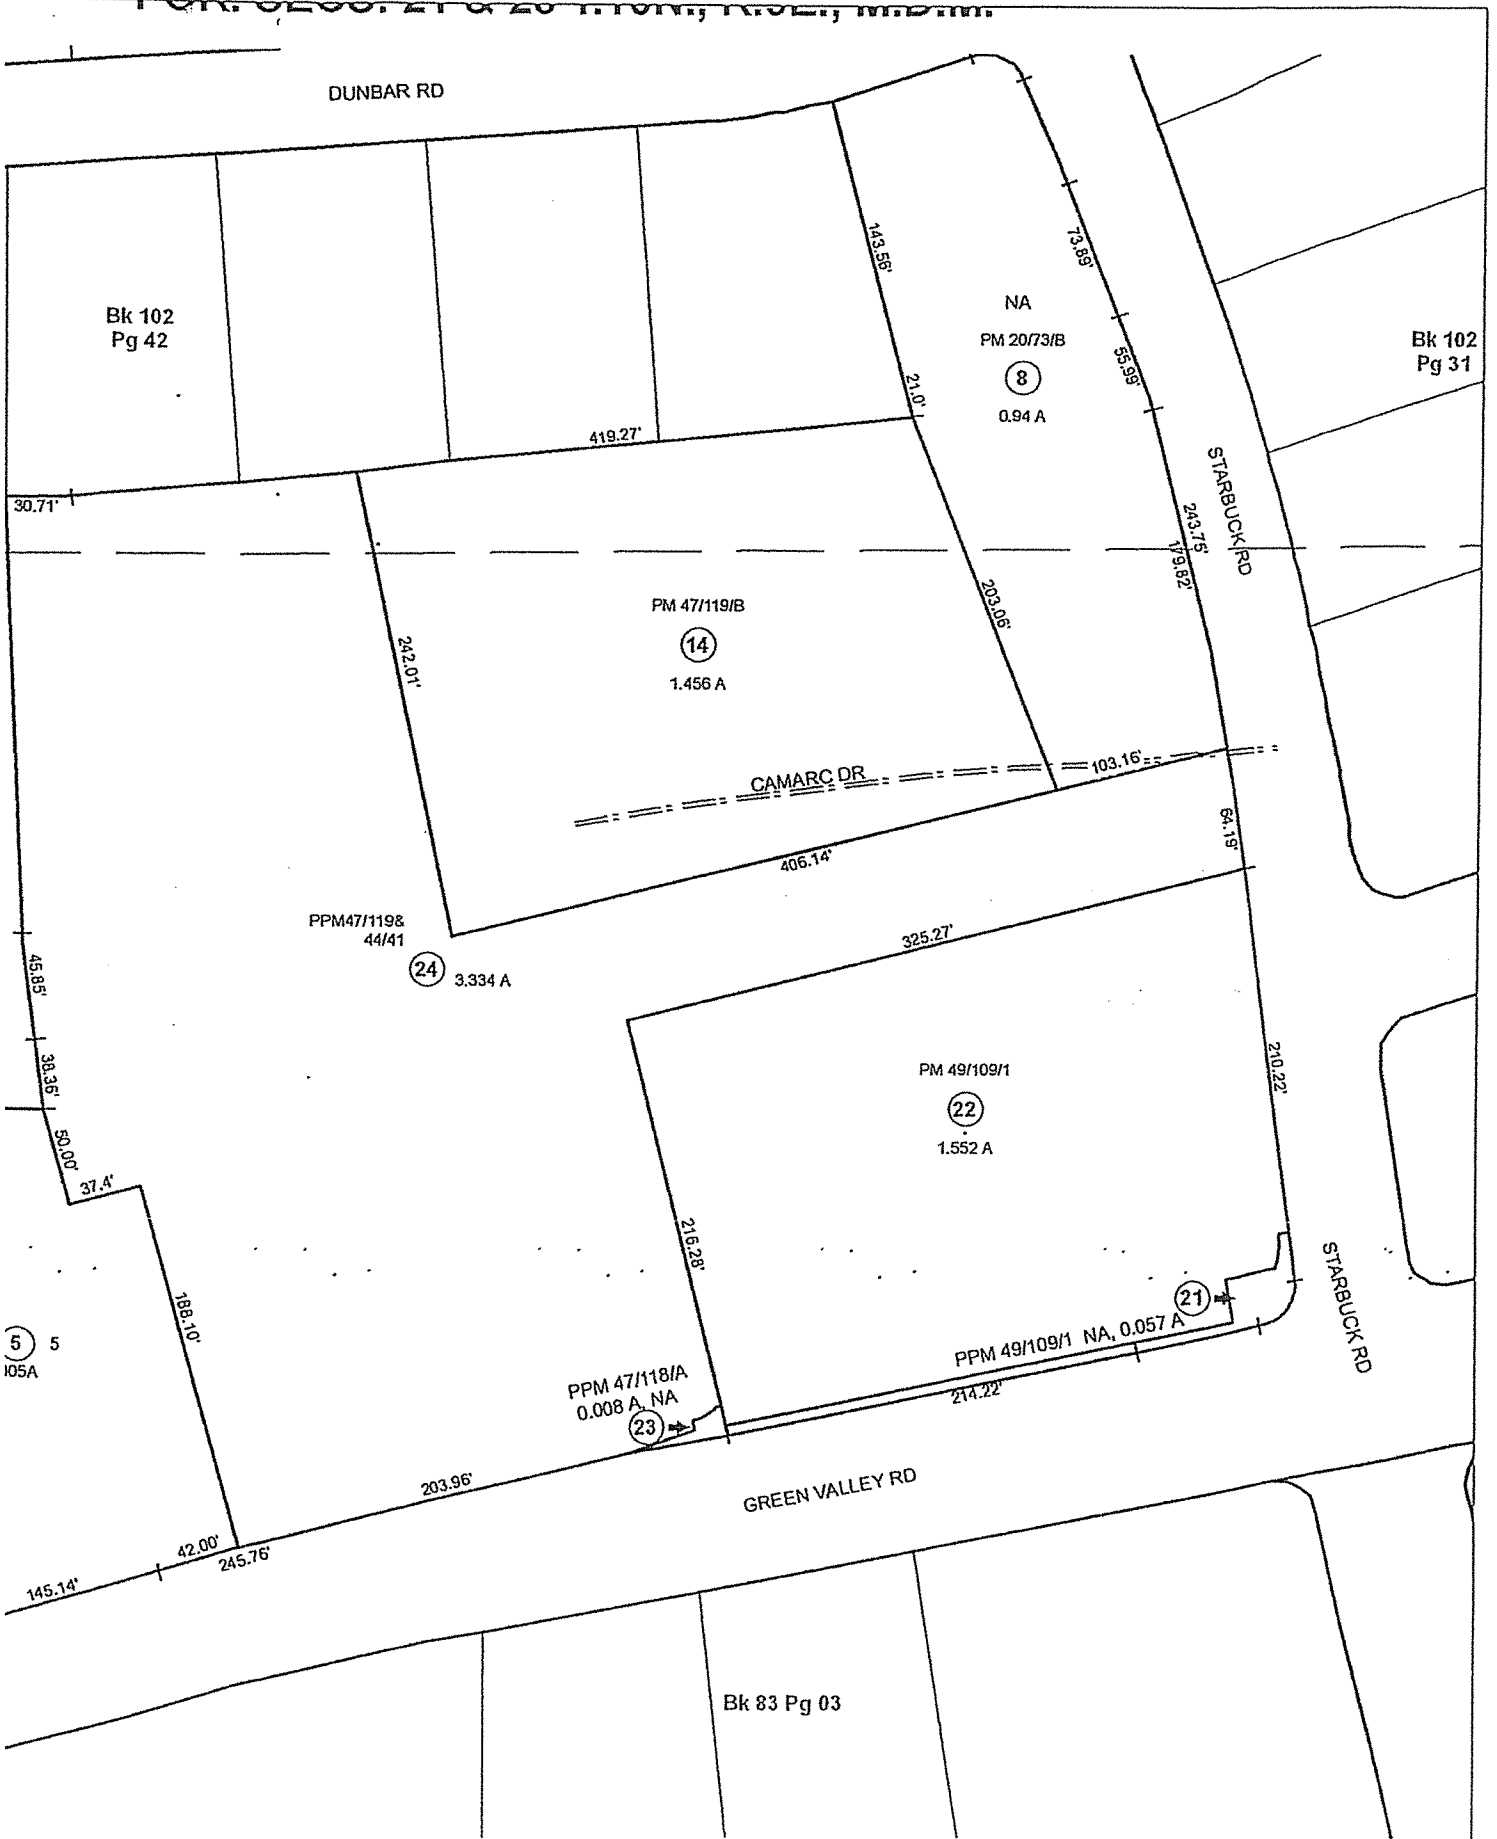 DUNBAR RD
143.56'
73.89'
NA
Bk 102
Pg 42
PM 20/73/B
8
0.94 A
55.99'
Bk 102
Pg 31
21.0'
419.27'
30.71'
STARBUCK RD
243.75'
179.82'
203.06'
PM 47/119/B
14
1.456 A
242.01'
CAMARC DR
103.16'
64.19'
406.14'
PPM47/119&
44/41
24
3.334 A
325.27'
45.85'
38.36'
50.00'
37.4'
PM 49/109/1
22
1.552 A
210.22'
216.28'
188.10'
STARBUCK RD
21
5
5
05A
PPM 49/109/1 NA, 0.057 A
PPM 47/118/A
0.008 A, NA
23
214.22'
203.96'
GREEN VALLEY RD
42.00'
245.76'
145.14'
Bk 83 Pg 03